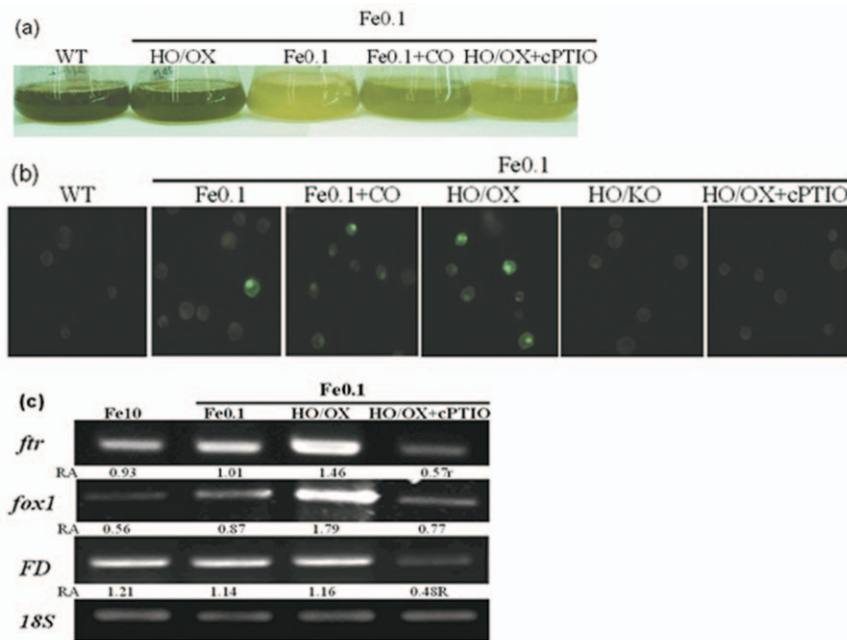 Fe0.1
(a)
WT HO/OX Fe0.1 Fe0.1+CO HO/OX+cPTIO
(b) Fe0.1
WT Fe0.1 Fe0.1+CO HO/OX HO/KO HO/OX+cPTIO
Fe0.1
(c) Fe10 Fe0.1 HO/OX HO/OX+cPTIO
ftr
RA 0.93 1.01 1.46 0.57r
fox1
RA 0.56 0.87 1.79 0.77
FD
RA 1.21 1.14 1.16 0.48R
18S